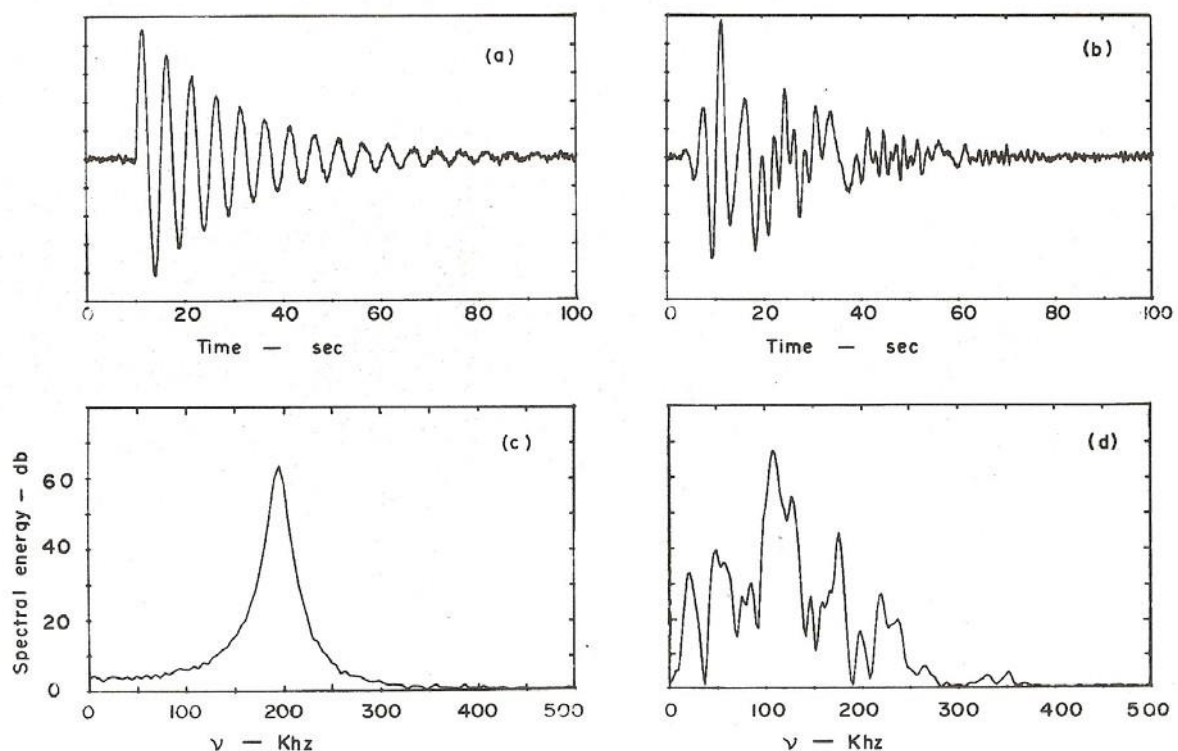 (a)
0 20 40 60 80 100
Time — sec
(b)
0 20 40 60 80 100
Time — sec
Spectral energy — db
60
40
20
0
(c)
0 100 200 300 400 500
ν — Khz
(d)
0 100 200 300 400 500
ν — Khz